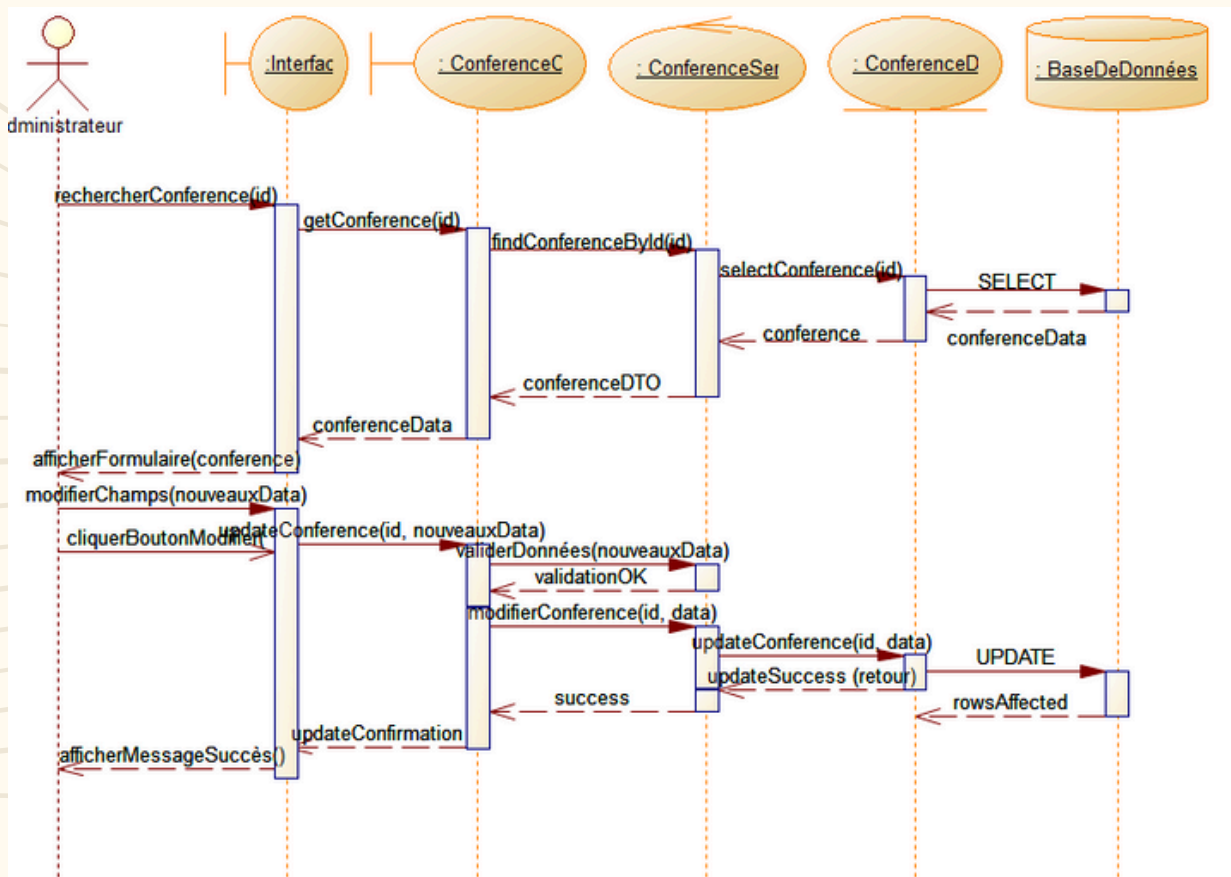 :Interfac
: ConferenceC
: ConferenceSer
: ConferenceD
: BaseDeDonnées
dministrateur
rechercherConference(id)
getConference(id)
findConferenceById(id)
selectConference(id)
SELECT
conferenceData
conference
conferenceDTO
conferenceData
afficherFormulaire(conference)
modifierChamps(nouveauxData)
updateConference(id, nouveauxData)
cliquerBoutonModifier(
validerDonnées(nouveauxData)
validationOK
modifierConference(id, data)
updateConference(id, data)
UPDATE
updateSuccess (retour)
rowsAffected
success
updateConfirmation
afficherMessageSuccès()